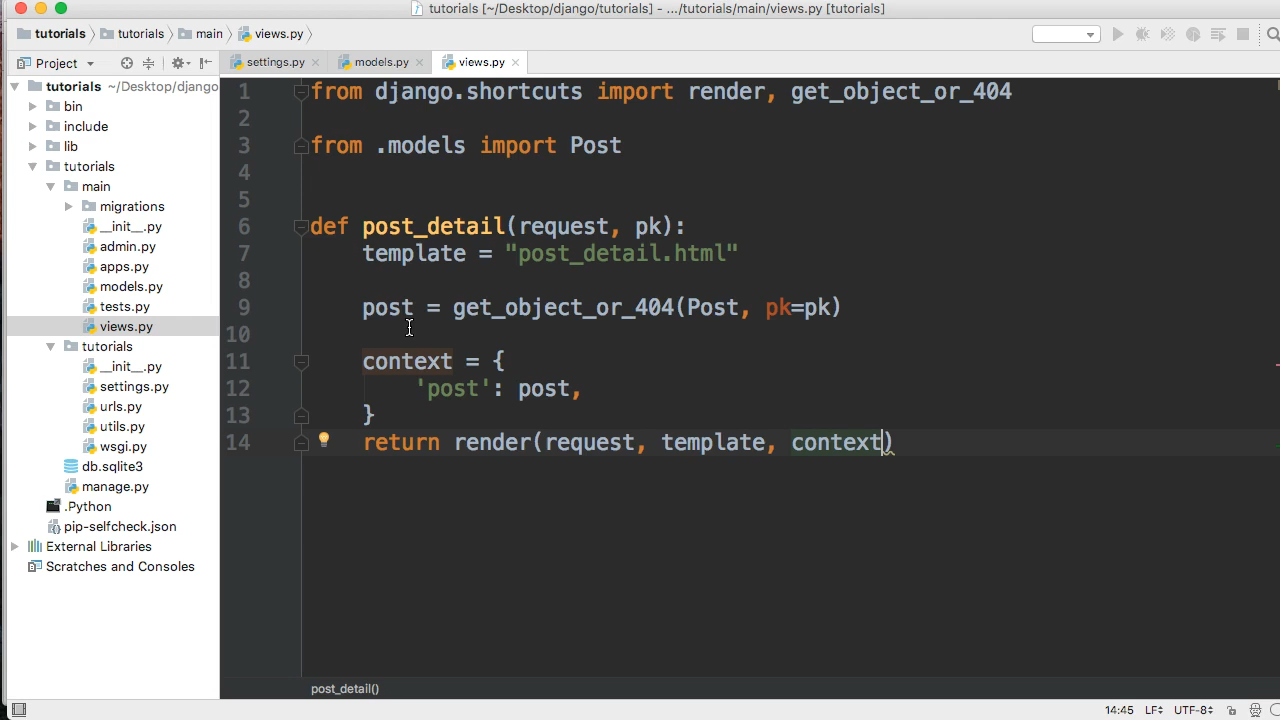 tutorials [~/Desktop/django/tutorials] - .../tutorials/main/views.py [tutorials]
tutorials tutorials main views.py
Project settings.py models.py views.py
tutorials ~/Desktop/django
bin
include
lib
tutorials
main
migrations
__init__.py
admin.py
apps.py
models.py
tests.py
views.py
tutorials
__init__.py
settings.py
urls.py
utils.py
wsgi.py
db.sqlite3
manage.py
.Python
pip-selfcheck.json
External Libraries
Scratches and Consoles
1 from django.shortcuts import render, get_object_or_404
2
3 from .models import Post
4
5
6 def post_detail(request, pk):
7 template = "post_detail.html"
8
9 post = get_object_or_404(Post, pk=pk)
10
11 context = {
12 'post': post,
13 }
14 return render(request, template, context)
post_detail()
14:45 LF UTF-8